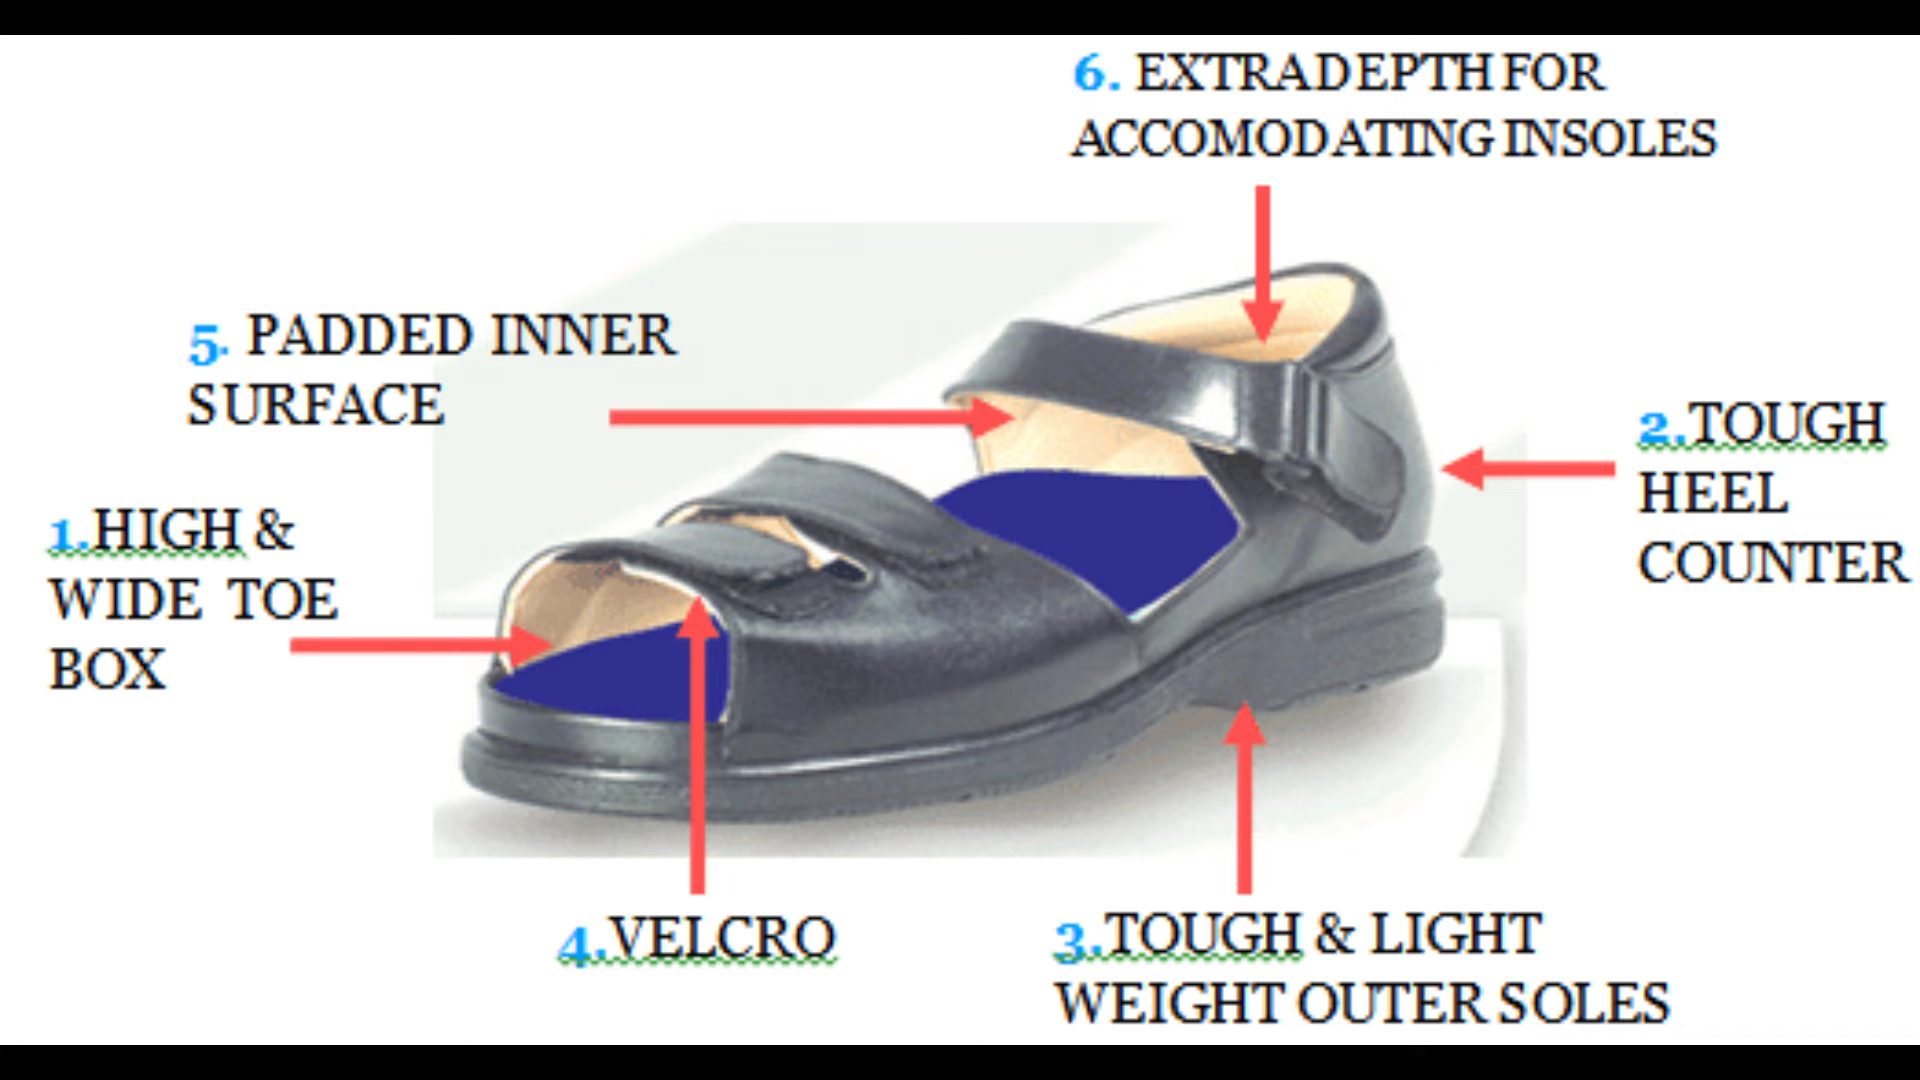 6. EXTRADEPTH FOR
ACCOMODATING INSOLES
5. PADDED INNER
SURFACE
2.TOUGH
HEEL
COUNTER
1.HIGH &
WIDE TOE
BOX
4.VELCRO
3.TOUGH & LIGHT
WEIGHT OUTER SOLES